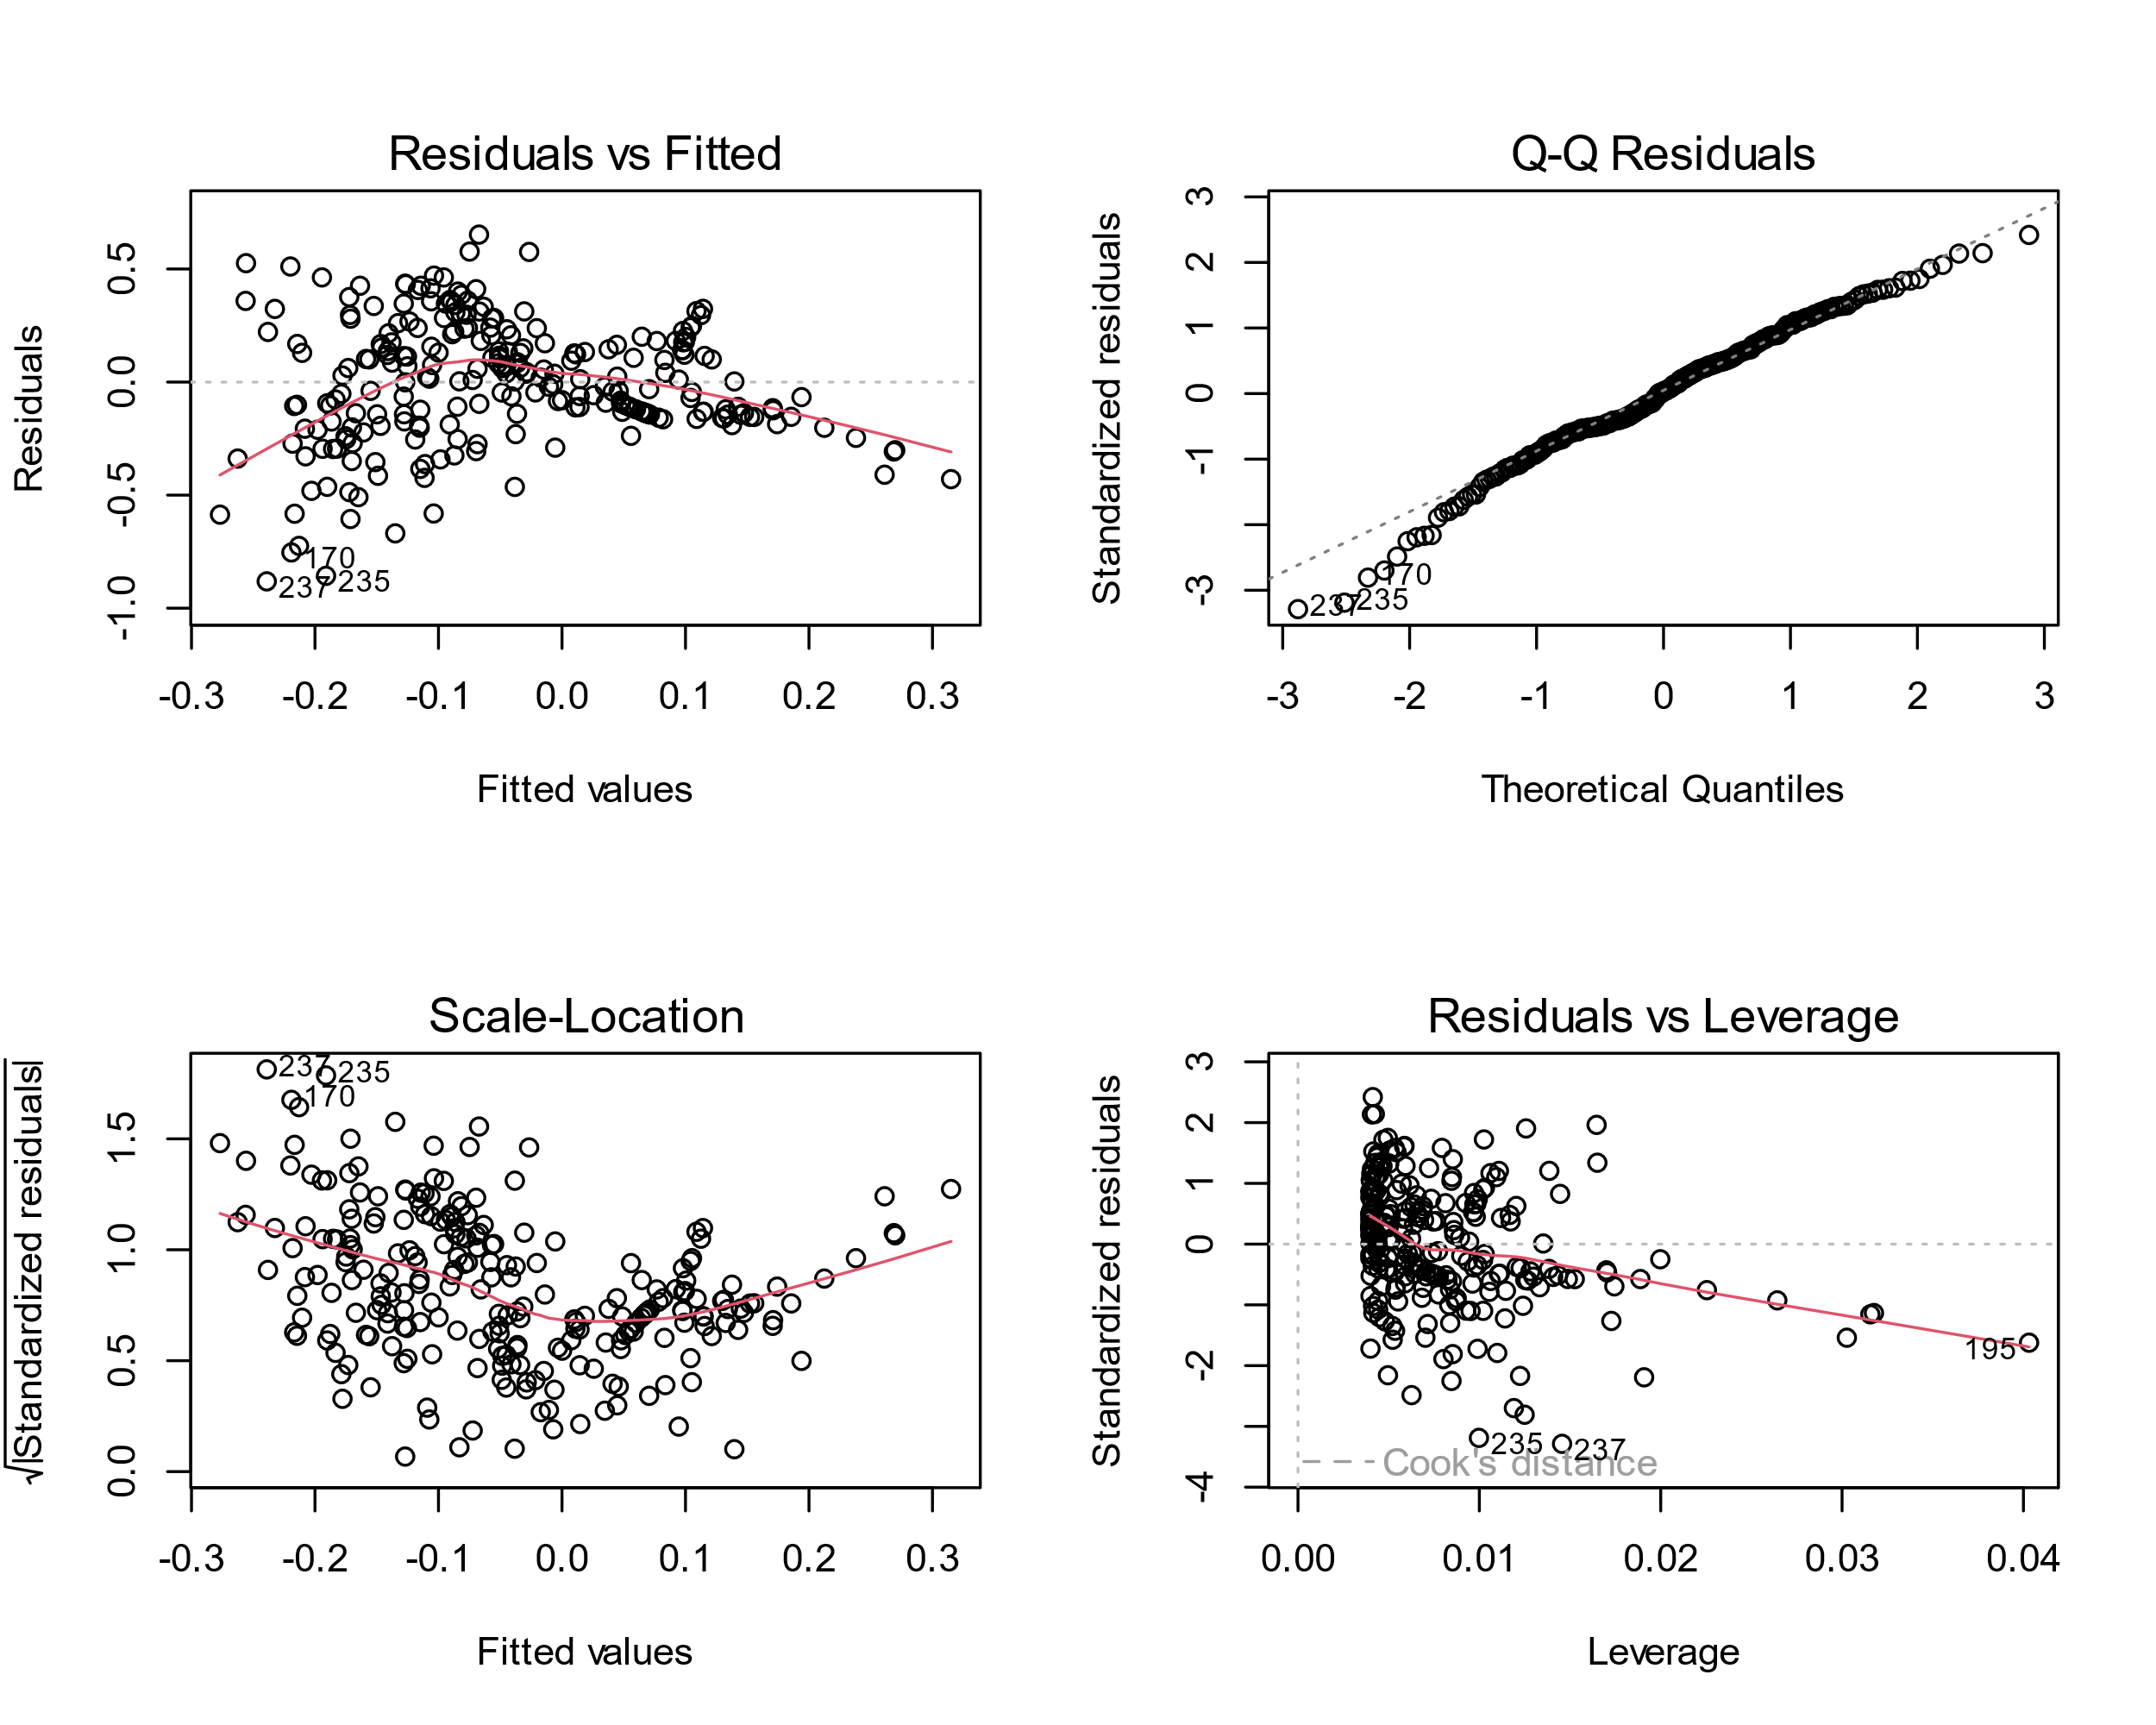 Residuals vs Fitted
Residuals
-1.0 -0.5 0.0 0.5
170
237 235
-0.3 -0.2 -0.1 0.0 0.1 0.2 0.3
Fitted values
Q-Q Residuals
Standardized residuals
-3 -1 0 1 2 3
170
237 235
-3 -2 -1 0 1 2 3
Theoretical Quantiles
Scale-Location
√|Standardized residuals|
0.0 0.5 1.0 1.5
237 235
170
-0.3 -0.2 -0.1 0.0 0.1 0.2 0.3
Fitted values
Residuals vs Leverage
Standardized residuals
-4 -2 0 1 2 3
195
235 237
Cook's distance
0.00 0.01 0.02 0.03 0.04
Leverage